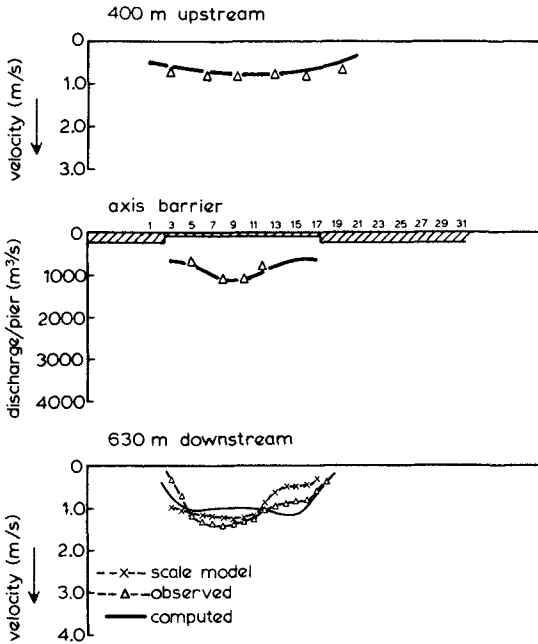 400 m upstream
0
1.0
2.0
3.0
velocity (m/s)
axis barrier
1 3 5 7 9 11 13 15 17 19 21 23 25 27 29 31
0
1000
2000
3000
4000
discharge/pier (m³/s)
630 m downstream
0
1.0
2.0
3.0
4.0
velocity (m/s)
scale model
observed
computed